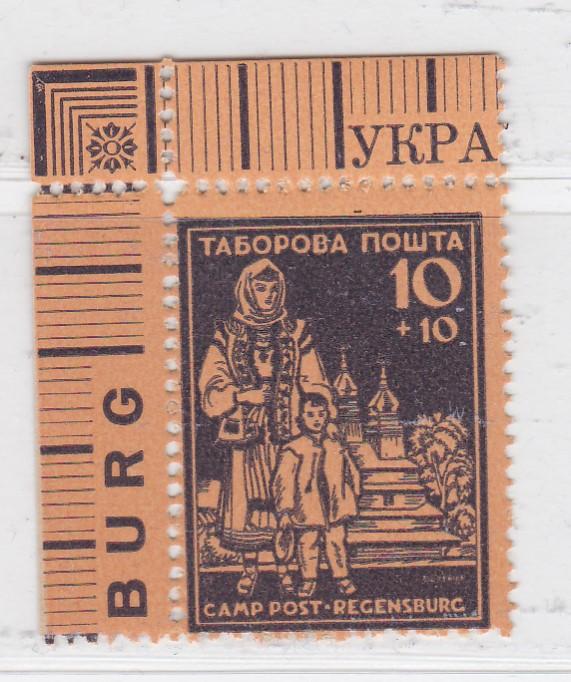 УКРА
ТАБОРОВА ПОШТА
10
+ 10
BURG
CAMP POST · REGENSBURG